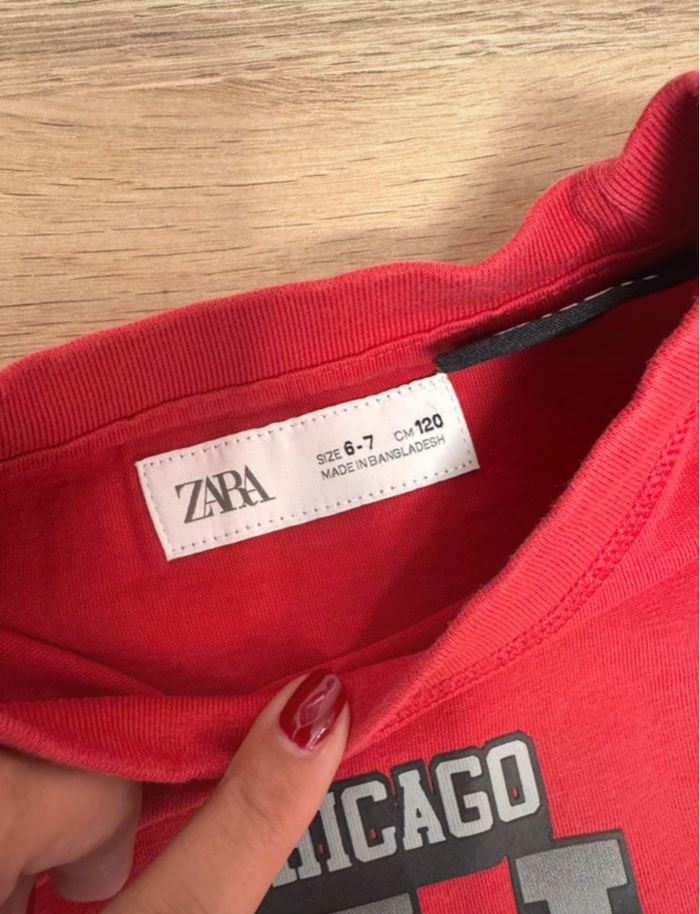 ZARA
SIZE 6-7 CM 120
MADE IN BANGLADESH
HICAGO